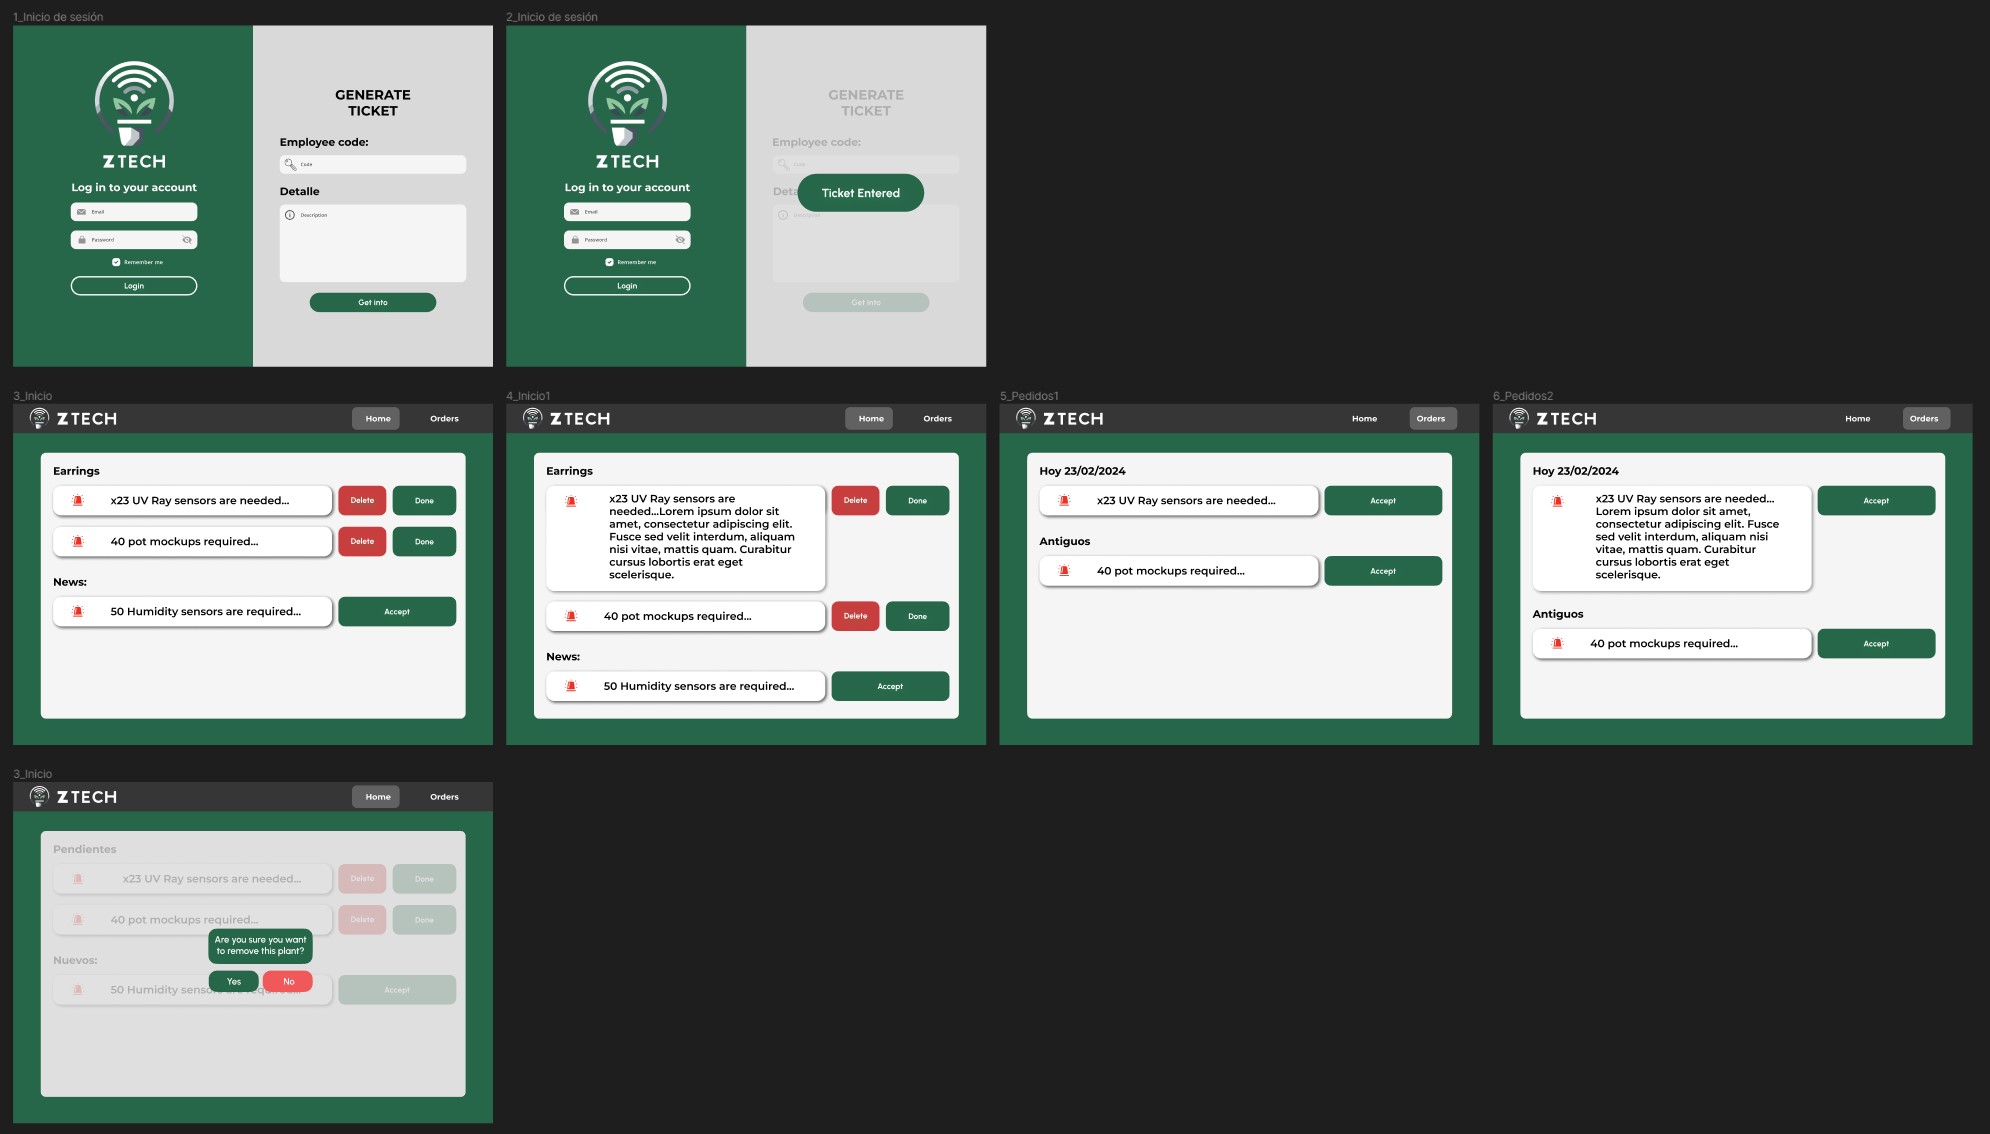 1_Inicio de sesión
ZTECH
Log in to your account
Email
Password
Remember me
Login
GENERATE
TICKET
Employee code:
Code
Detalle
Description
Get into
2_Inicio de sesión
ZTECH
Log in to your account
Email
Password
Remember me
Login
GENERATE
TICKET
Employee code:
Code
Deta
Ticket Entered
Get into
3_Inicio
ZTECH
Home
Orders
Earrings
x23 UV Ray sensors are needed...
Delete
Done
40 pot mockups required...
Delete
Done
News:
50 Humidity sensors are required...
Accept
4_Inicio1
ZTECH
Home
Orders
Earrings
x23 UV Ray sensors are
needed...Lorem ipsum dolor sit
amet, consectetur adipiscing elit.
Fusce sed velit interdum, aliquam
nisi vitae, mattis quam. Curabitur
cursus lobortis erat eget
scelerisque.
Delete
Done
40 pot mockups required...
Delete
Done
News:
50 Humidity sensors are required...
Accept
5_Pedidos1
ZTECH
Home
Orders
Hoy 23/02/2024
x23 UV Ray sensors are needed...
Accept
Antiguos
40 pot mockups required...
Accept
6_Pedidos2
ZTECH
Home
Orders
Hoy 23/02/2024
x23 UV Ray sensors are needed...
Lorem ipsum dolor sit amet,
consectetur adipiscing elit. Fusce
sed velit interdum, aliquam nisi
vitae, mattis quam. Curabitur
cursus lobortis erat eget
scelerisque.
Accept
Antiguos
40 pot mockups required...
Accept
3_Inicio
ZTECH
Home
Orders
Pendientes
x23 UV Ray sensors are needed...
Delete
Done
40 pot mockups required...
Delete
Done
Are you sure you want
to remove this plant?
Yes
No
Nuevos:
50 Humidity
Accept